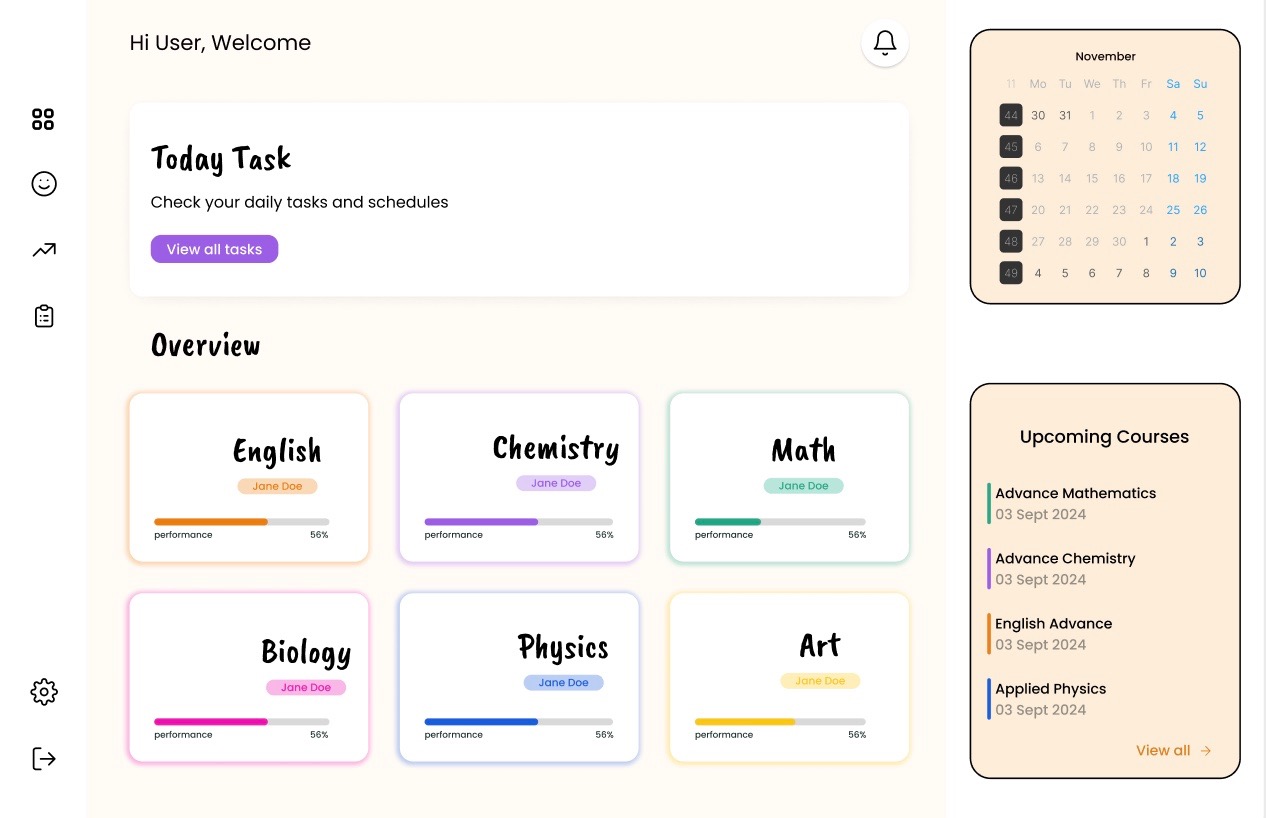 Hi User, Welcome
Today Task
Check your daily tasks and schedules
View all tasks
Overview
English
Jane Doe
performance 56%
Chemistry
Jane Doe
performance 56%
Math
Jane Doe
performance 56%
Biology
Jane Doe
performance 56%
Physics
Jane Doe
performance 56%
Art
Jane Doe
performance 56%
November
11 Mo Tu We Th Fr Sa Su
44 30 31 1 2 3 4 5
45 6 7 8 9 10 11 12
46 13 14 15 16 17 18 19
47 20 21 22 23 24 25 26
48 27 28 29 30 1 2 3
49 4 5 6 7 8 9 10
Upcoming Courses
Advance Mathematics
03 Sept 2024
Advance Chemistry
03 Sept 2024
English Advance
03 Sept 2024
Applied Physics
03 Sept 2024
View all